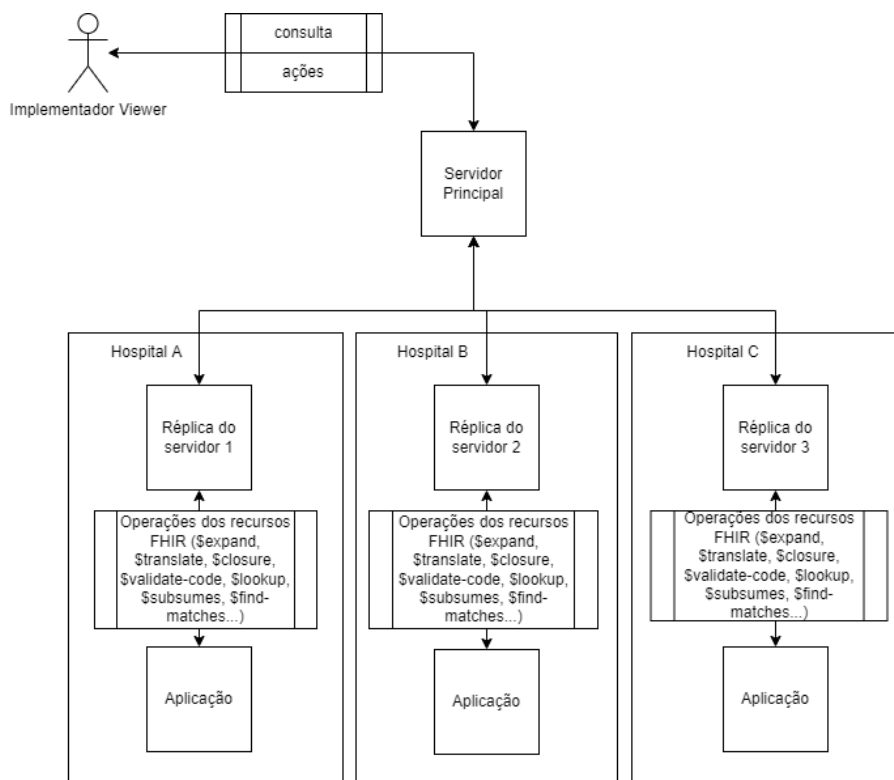 consulta
ações
Implementador Viewer
Servidor
Principal
Hospital A
Hospital B
Hospital C
Réplica do
servidor 1
Réplica do
servidor 2
Réplica do
servidor 3
Operações dos recursos
FHIR ($expand,
$translate, $closure,
$validate-code, $lookup,
$subsumes, $find-
matches...)
Operações dos recursos
FHIR ($expand,
$translate, $closure,
$validate-code, $lookup,
$subsumes, $find-
matches...)
Operações dos recursos
FHIR ($expand,
$translate, $closure,
$validate-code, $lookup,
$subsumes, $find-
matches...)
Aplicação
Aplicação
Aplicação